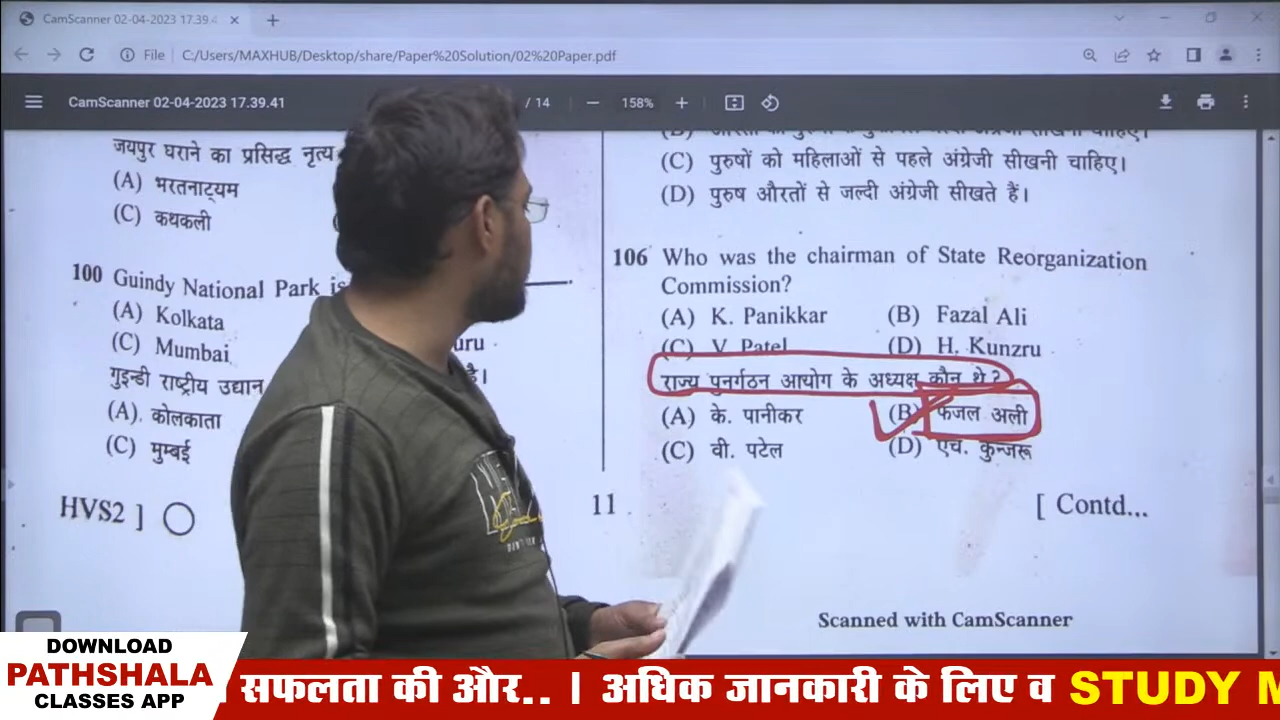 CamScanner 02-04-2023 17.39.4
File C:/Users/MAXHUB/Desktop/share/Paper%20Solution/02%20Paper.pdf
CamScanner 02-04-2023 17.39.41
/ 14
158%
जयपुर घराने का प्रसिद्ध नृत्य
(A) भरतनाट्यम
(C) कथकली
100 Guindy National Park is
(A) Kolkata
(C) Mumbai
uru
गुइन्डी राष्ट्रीय उद्यान
है।
(A). कोलकाता
(C) मुम्बई
HVS2 ]
(C) पुरुषों को महिलाओं से पहले अंग्रेजी सीखनी चाहिए।
(D) पुरुष औरतों से जल्दी अंग्रेजी सीखते हैं।
106 Who was the chairman of State Reorganization
Commission?
(A) K. Panikkar (B) Fazal Ali
(C) V. Patel (D) H. Kunzru
राज्य पुनर्गठन आयोग के अध्यक्ष कौन थे?
(A) के. पानीकर (B) फजल अली
(C) वी. पटेल (D) एच. कुन्जरू
11
[ Contd...
Scanned with CamScanner
DOWNLOAD
PATHSHALA
CLASSES APP
सफलता की और.. । अधिक जानकारी के लिए व STUDY M